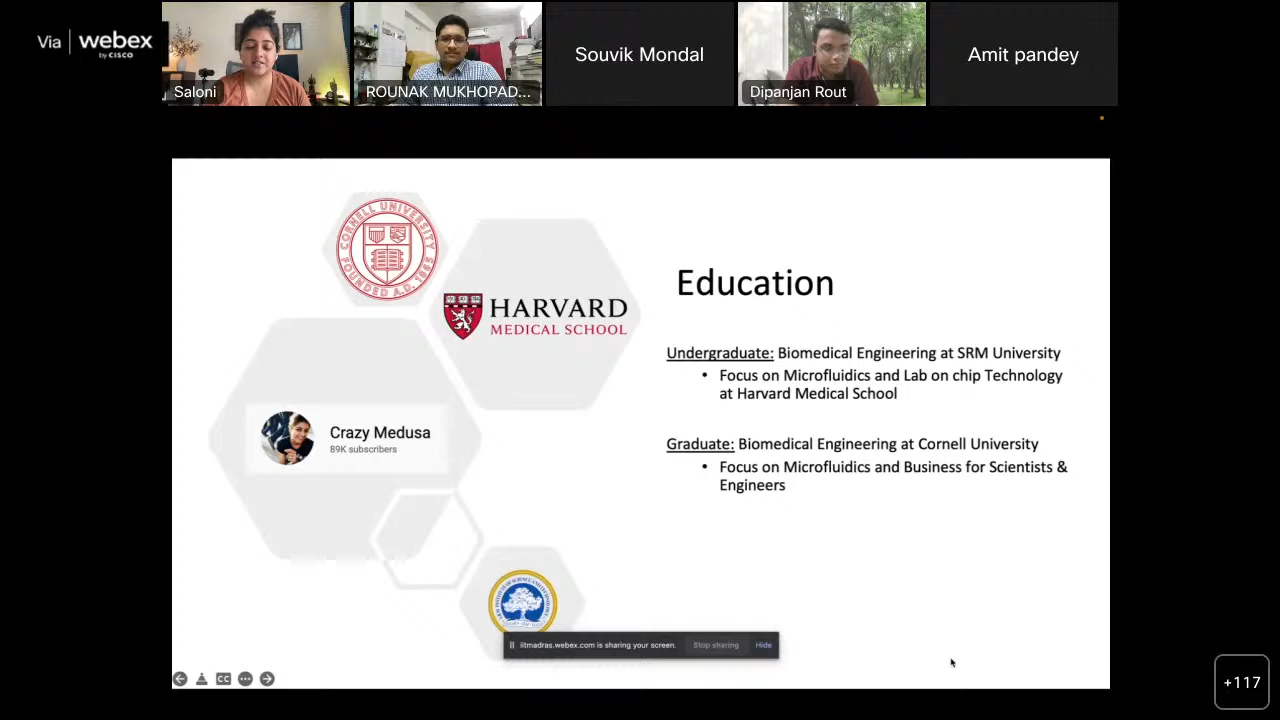 Via webex
by CISCO
Saloni
ROUNAK MUKHOPAD...
Souvik Mondal
Dipanjan Rout
Amit pandey
CORNELL UNIVERSITY
FOUNDED A.D. 1865
HARVARD
MEDICAL SCHOOL
Education
Undergraduate: Biomedical Engineering at SRM University
• Focus on Microfluidics and Lab on chip Technology
at Harvard Medical School
Crazy Medusa
89K subscribers
Graduate: Biomedical Engineering at Cornell University
• Focus on Microfluidics and Business for Scientists &
Engineers
iitmadras.webex.com is sharing your screen. Stop sharing Hide
CC
+117